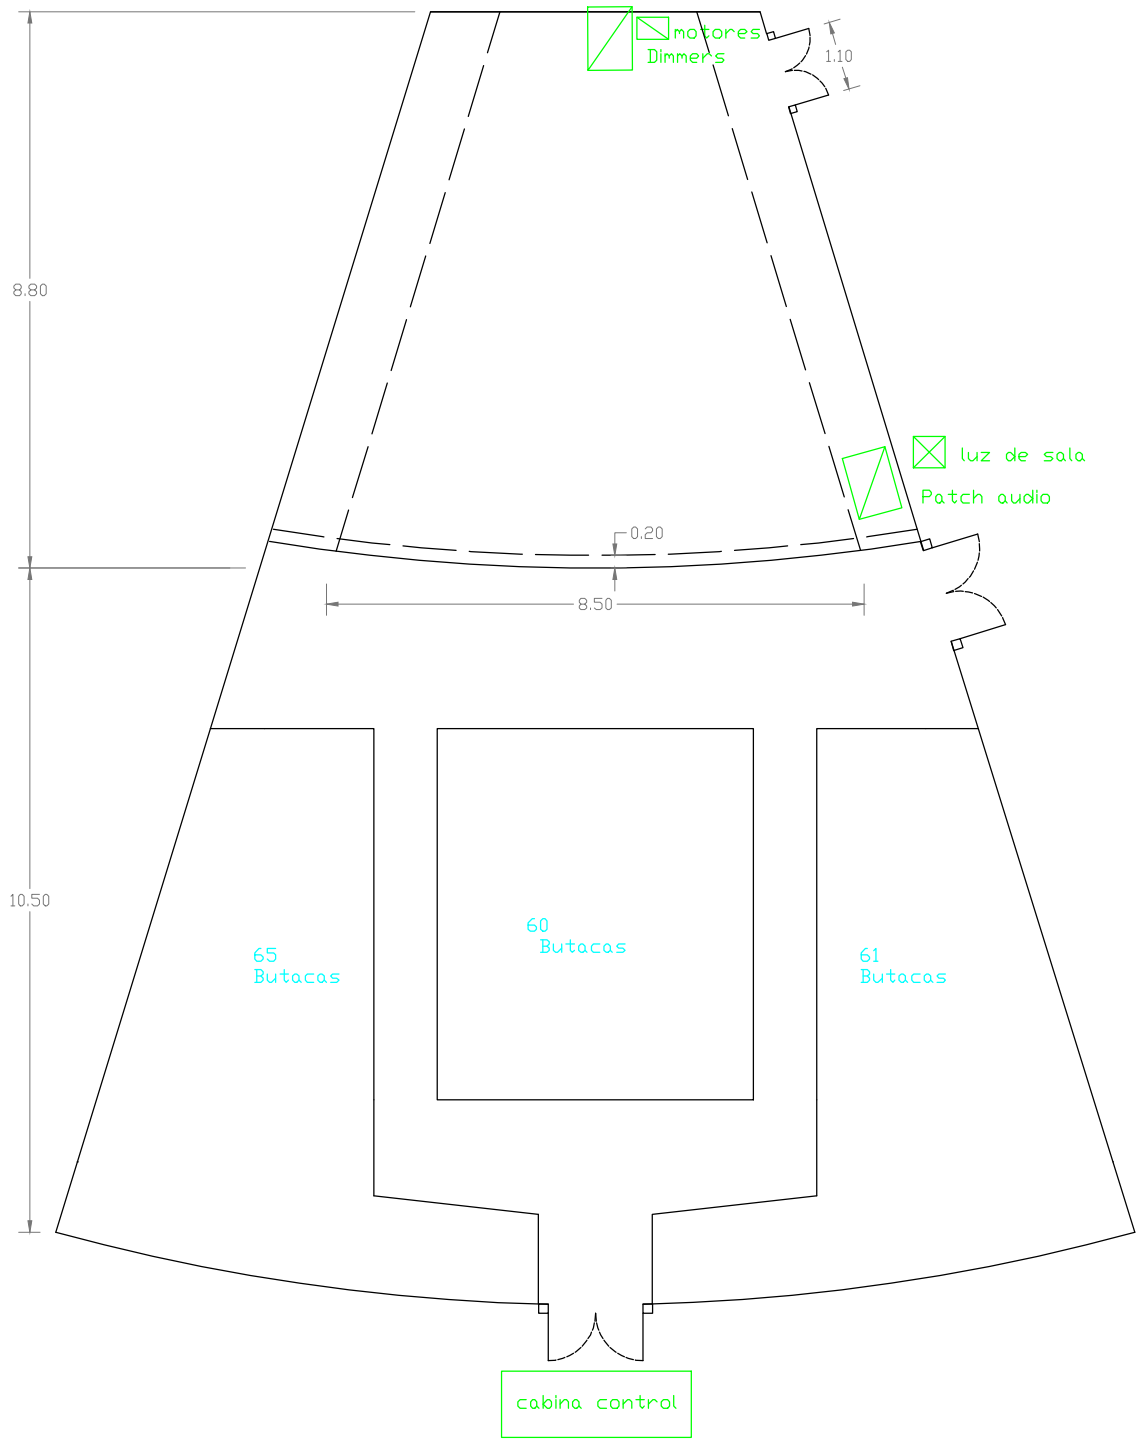 motores
Dimmers
1.10
8.80
luz de sala
Patch audio
0.20
8.50
10.50
60
Butacas
65
Butacas
61
Butacas
cabina control